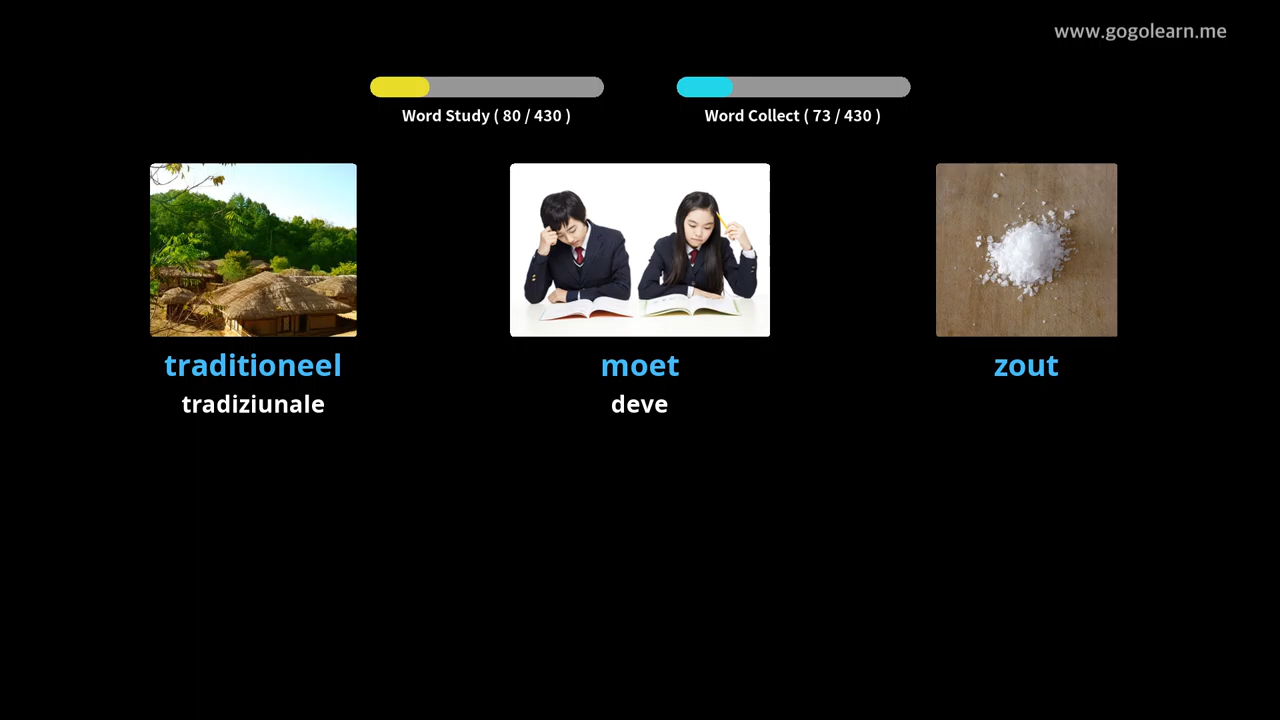 www.gogolearn.me
Word Study ( 80 / 430 )
Word Collect ( 73 / 430 )
traditioneel
tradiziunale
moet
deve
zout